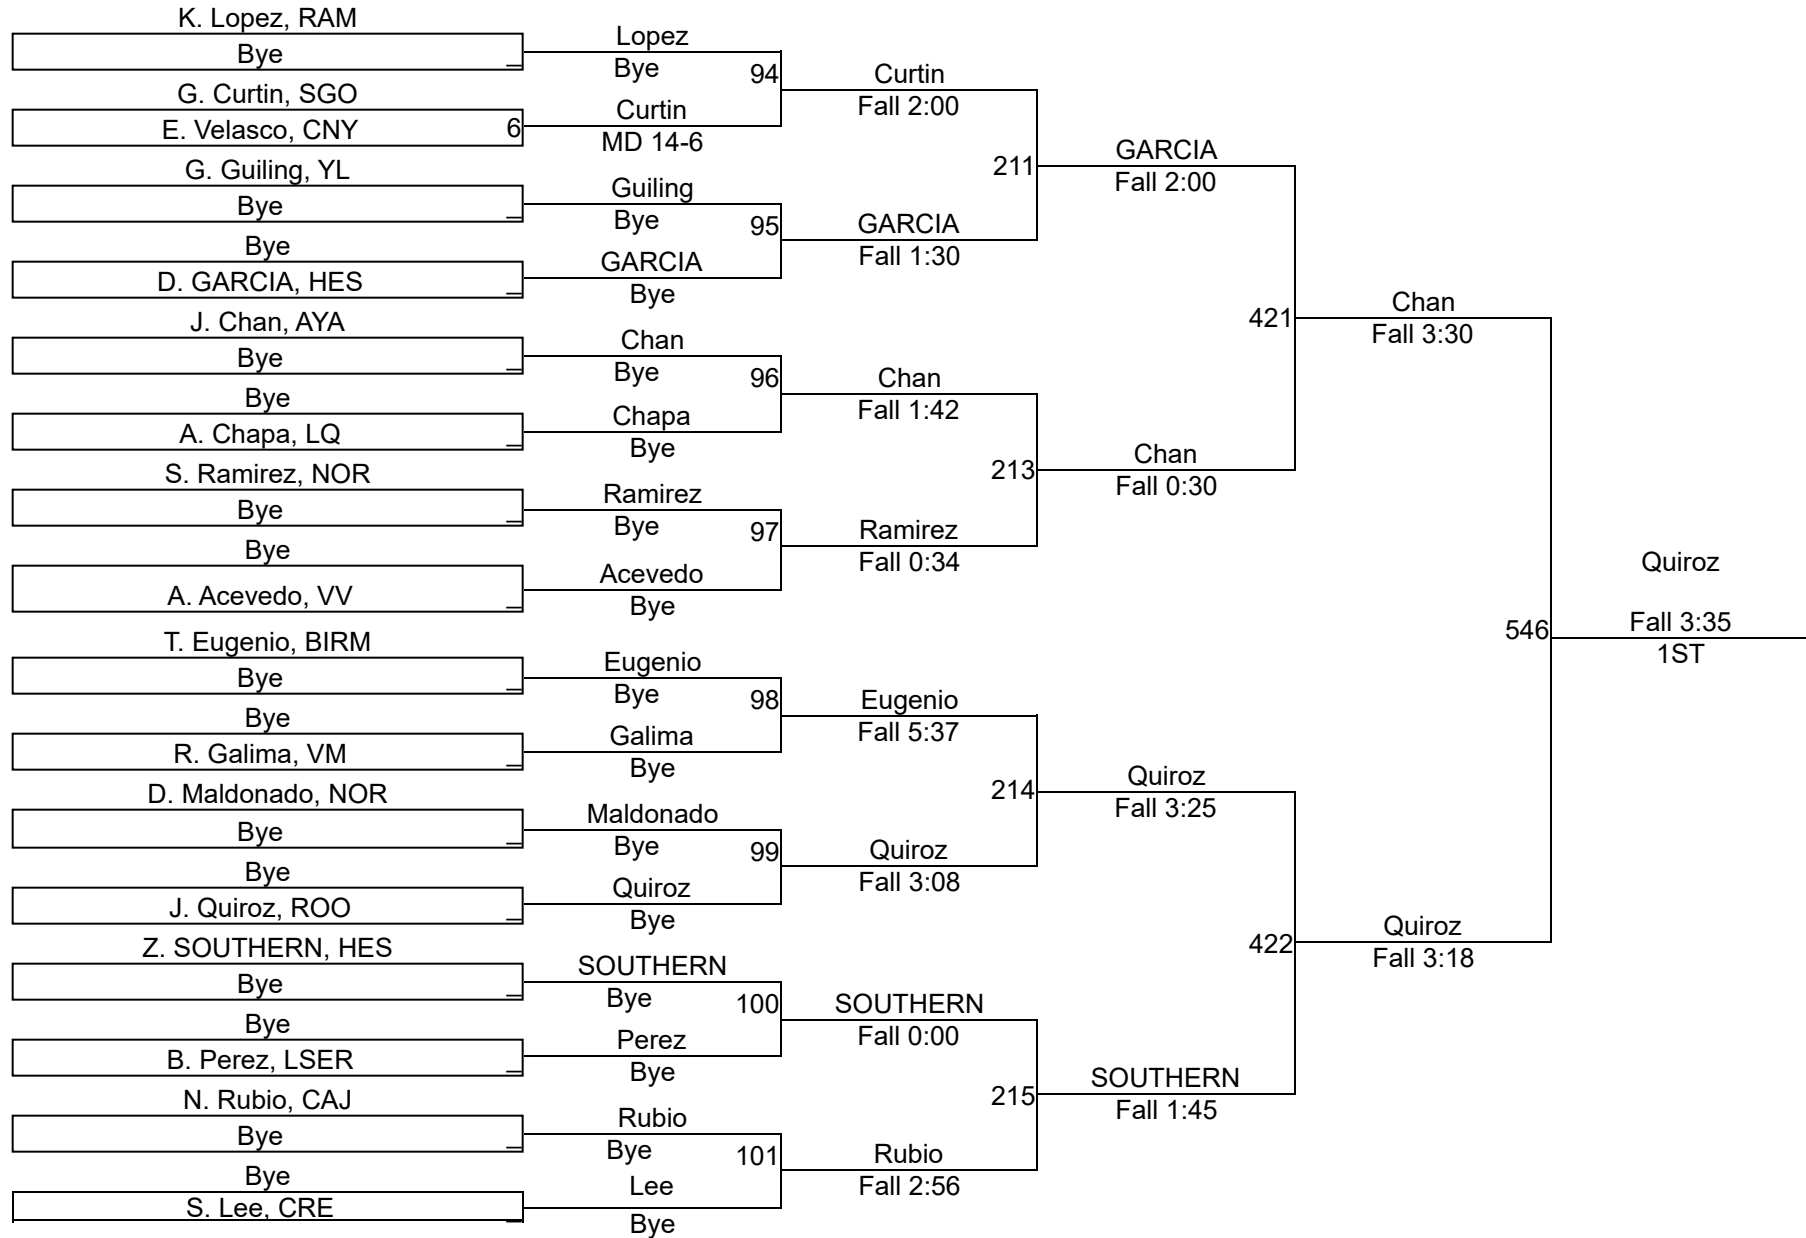 K. Lopez, RAM
Bye _
G. Curtin, SGO
E. Velasco, CNY 6
G. Guiling, YL
Bye _
Bye
D. GARCIA, HES _
J. Chan, AYA
Bye _
Bye
A. Chapa, LQ _
S. Ramirez, NOR
Bye _
Bye
A. Acevedo, VV _
T. Eugenio, BIRM
Bye _
Bye
R. Galima, VM _
D. Maldonado, NOR
Bye _
Bye
J. Quiroz, ROO _
Z. SOUTHERN, HES
Bye _
Bye
B. Perez, LSER _
N. Rubio, CAJ
Bye _
Bye
S. Lee, CRE _
Lopez
Bye
94
Curtin
MD 14-6
Guiling
Bye
95
GARCIA
Bye
Chan
Bye
96
Chapa
Bye
Ramirez
Bye
97
Acevedo
Bye
Eugenio
Bye
98
Galima
Bye
Maldonado
Bye
99
Quiroz
Bye
SOUTHERN
Bye
100
Perez
Bye
Rubio
Bye
101
Lee
Bye
Curtin
Fall 2:00
211
GARCIA
Fall 1:30
Chan
Fall 1:42
213
Ramirez
Fall 0:34
Eugenio
Fall 5:37
214
Quiroz
Fall 3:08
SOUTHERN
Fall 0:00
215
Rubio
Fall 2:56
GARCIA
Fall 2:00
421
Chan
Fall 0:30
Quiroz
Fall 3:25
422
SOUTHERN
Fall 1:45
Chan
Fall 3:30
546
Quiroz
Fall 3:18
Quiroz
Fall 3:35
1ST